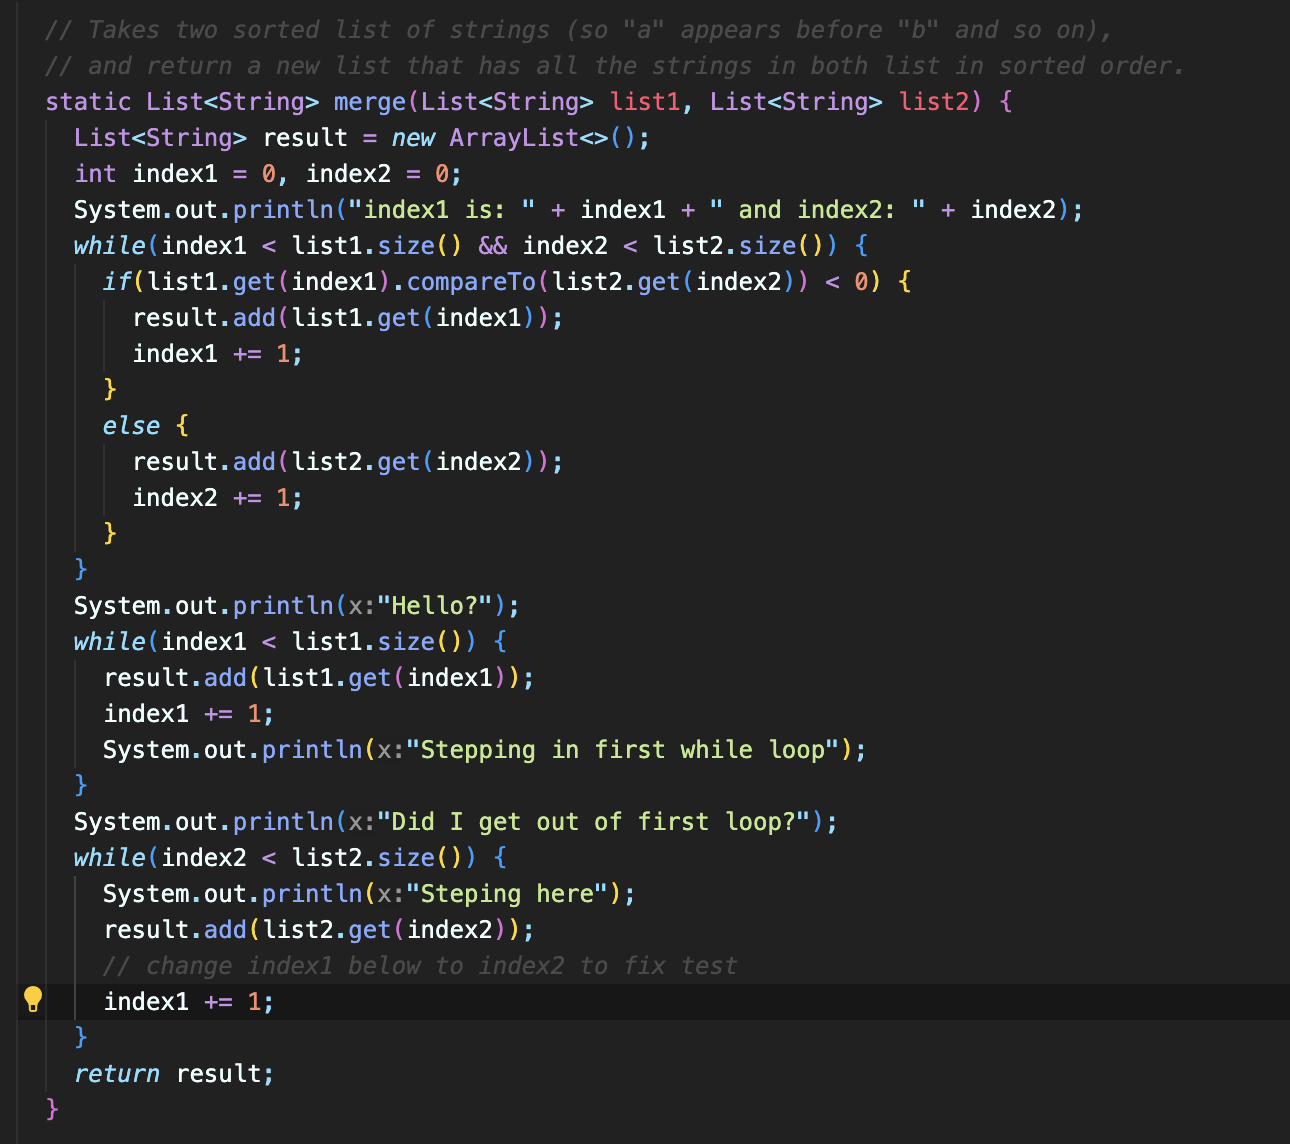 // Takes two sorted list of strings (so "a" appears before "b" and so on),
// and return a new list that has all the strings in both list in sorted order.
static List<String> merge(List<String> list1, List<String> list2) {
  List<String> result = new ArrayList<>();
  int index1 = 0, index2 = 0;
  System.out.println("index1 is: " + index1 + " and index2: " + index2);
  while(index1 < list1.size() && index2 < list2.size()) {
    if(list1.get(index1).compareTo(list2.get(index2)) < 0) {
      result.add(list1.get(index1));
      index1 += 1;
    }
    else {
      result.add(list2.get(index2));
      index2 += 1;
    }
  }
  System.out.println(x:"Hello?");
  while(index1 < list1.size()) {
    result.add(list1.get(index1));
    index1 += 1;
    System.out.println(x:"Stepping in first while loop");
  }
  System.out.println(x:"Did I get out of first loop?");
  while(index2 < list2.size()) {
    System.out.println(x:"Steping here");
    result.add(list2.get(index2));
    // change index1 below to index2 to fix test
    index1 += 1;
  }
  return result;
}